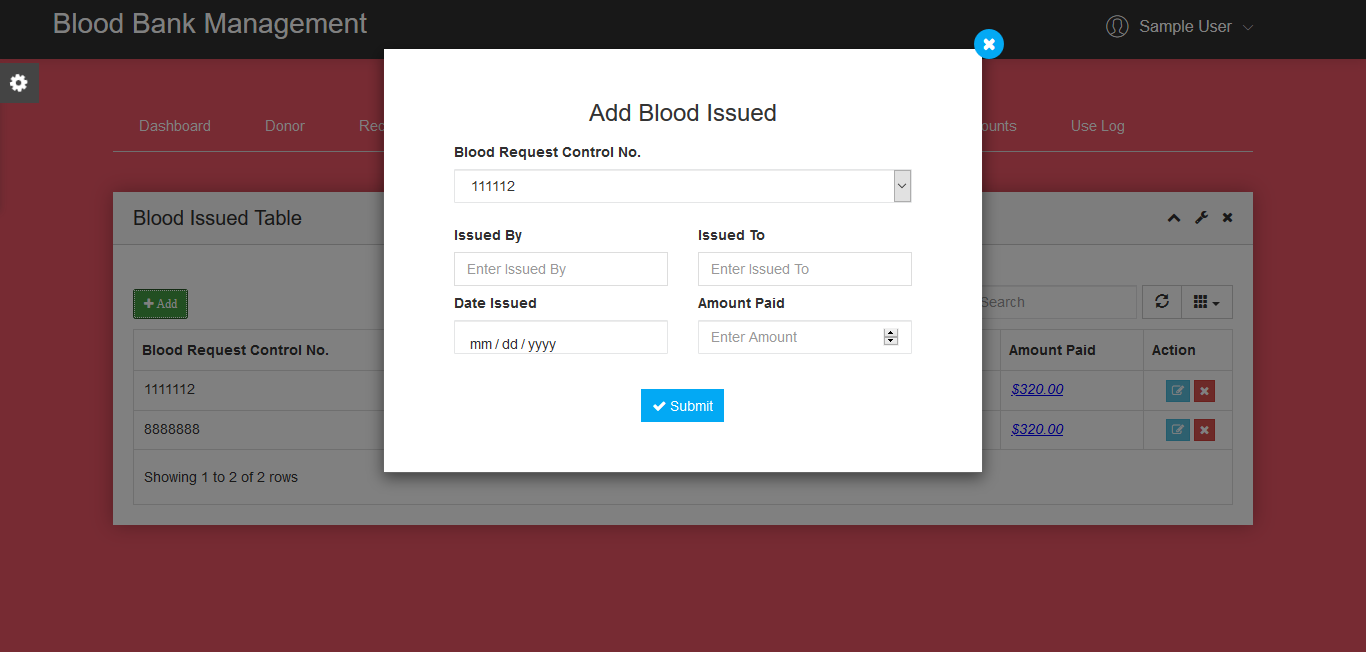 Blood Bank Management
Sample User
Add Blood Issued
Dashboard Donor Rec ounts Use Log
Blood Request Control No.
111112
Blood Issued Table
Issued By Issued To
Enter Issued By Enter Issued To
Date Issued Amount Paid
Add Search
mm / dd / yyyy Enter Amount
Blood Request Control No. Amount Paid Action
1111112 $320.00
Submit
8888888 $320.00
Showing 1 to 2 of 2 rows